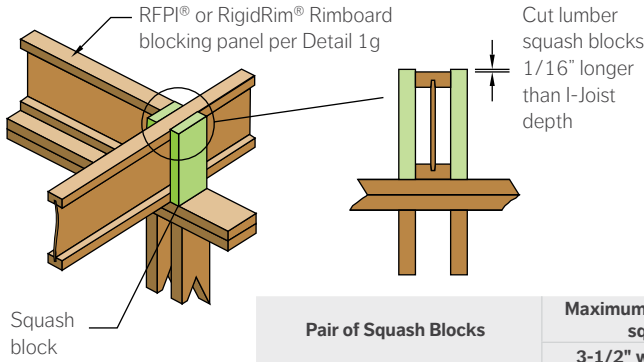 RFPI® or RigidRim® Rimboard
blocking panel per Detail 1g
Cut lumber
squash blocks
1/16" longer
than I-Joist
depth
Squash
block
Pair of Squash Blocks
Maximum
sq
3-1/2" w